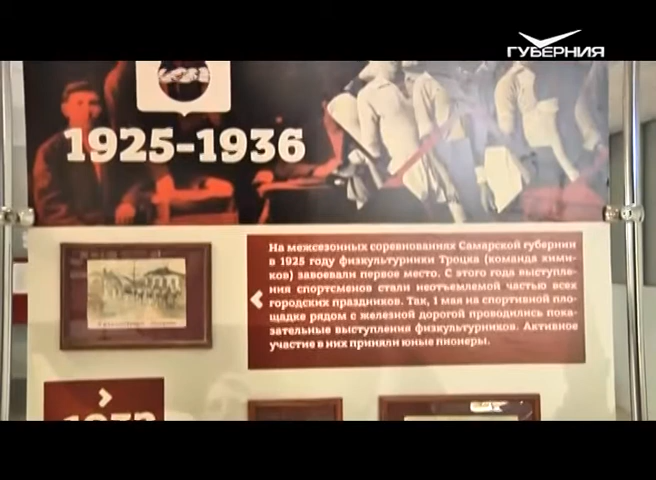 ГУБЕРНИЯ
1925-1936
На межсезонных соревнованиях Самарской губернии
в 1925 году физкультурники Троцка (команда хими-
ков) завоевали первое место. С этого года выступле-
ния спортсменов стали неотъемлемой частью всех
городских праздников. Так, 1 мая на спортивной пло-
щадке рядом с железной дорогой проводились пока-
зательные выступления физкультурников. Активное
участие в них приняли юные пионеры.